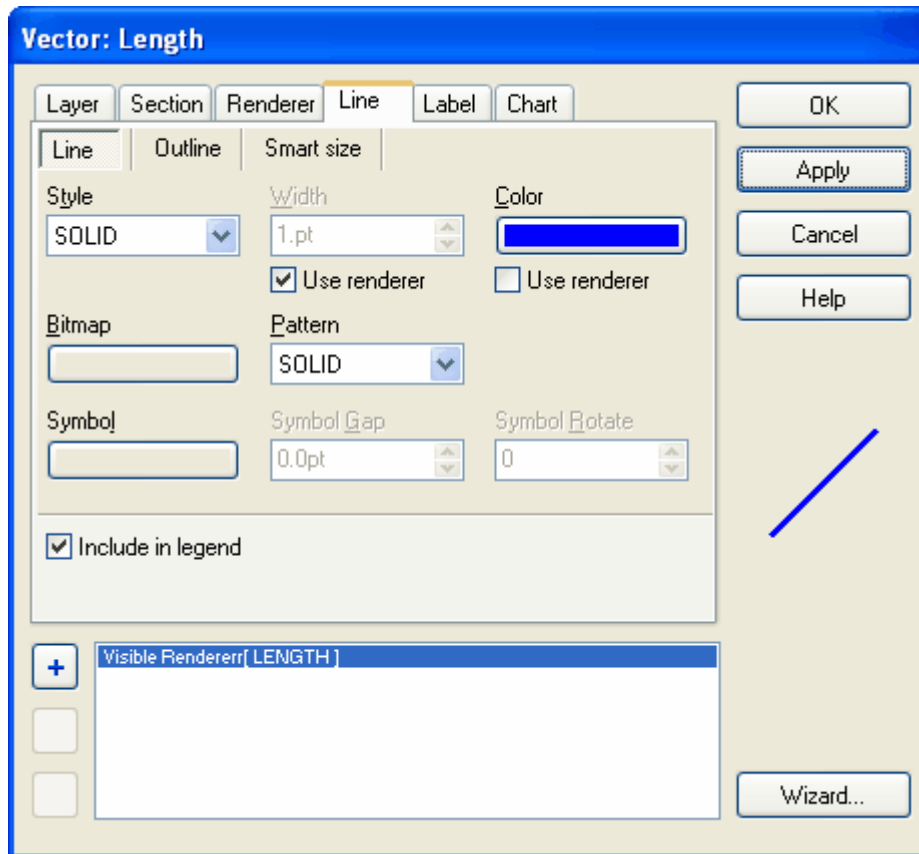 Vector: Length
Layer Section Renderer Line Label Chart
OK
Line Outline Smart size
Apply
Style Width Color
SOLID 1.pt
Cancel
Use renderer Use renderer
Help
Bitmap Pattern
SOLID
Symbol Symbol Gap Symbol Rotate
0.0pt 0
Include in legend
+ Visible Rendererr[ LENGTH ]
Wizard...